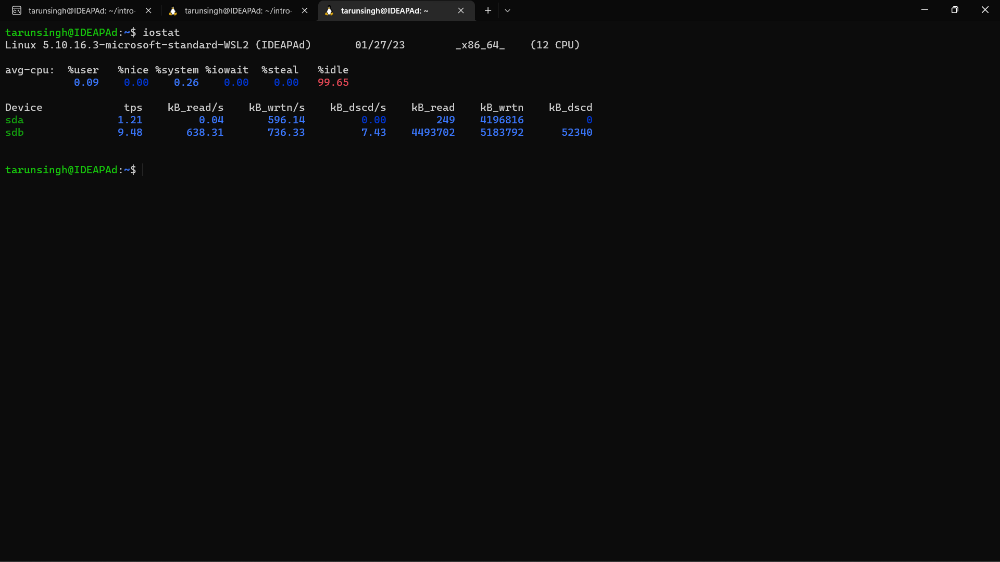 tarunsingh@IDEAPAd: ~/intro- tarunsingh@IDEAPAd: ~/intro- tarunsingh@IDEAPAd: ~
tarunsingh@IDEAPAd:~$ iostat
Linux 5.10.16.3-microsoft-standard-WSL2 (IDEAPAd) 01/27/23 _x86_64_ (12 CPU)
avg-cpu: %user %nice %system %iowait %steal %idle
0.09 0.00 0.26 0.00 0.00 99.65
Device tps kB_read/s kB_wrtn/s kB_dscd/s kB_read kB_wrtn kB_dscd
sda 1.21 0.04 596.14 0.00 249 4196816 0
sdb 9.48 638.31 736.33 7.43 4493702 5183792 52340
tarunsingh@IDEAPAd:~$